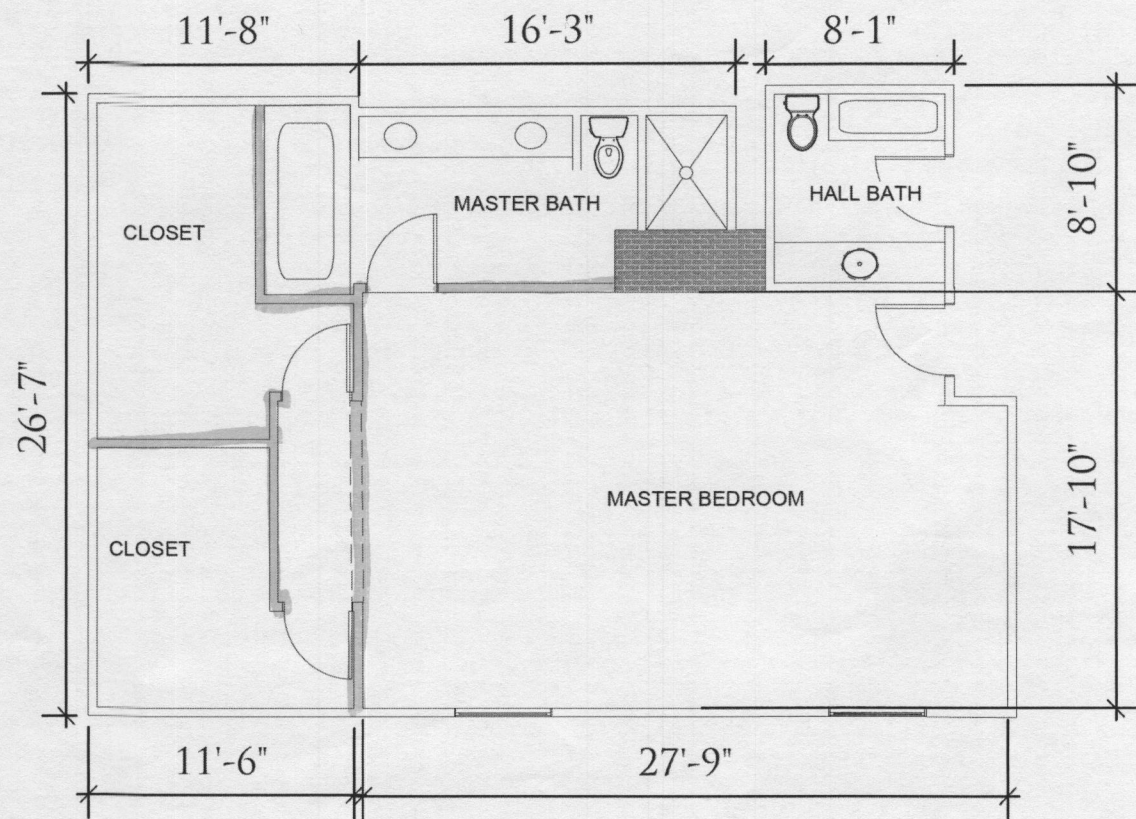 11'-8"
16'-3"
8'-1"
8'-10"
HALL BATH
MASTER BATH
CLOSET
26'-7"
17'-10"
MASTER BEDROOM
CLOSET
11'-6"
27'-9"